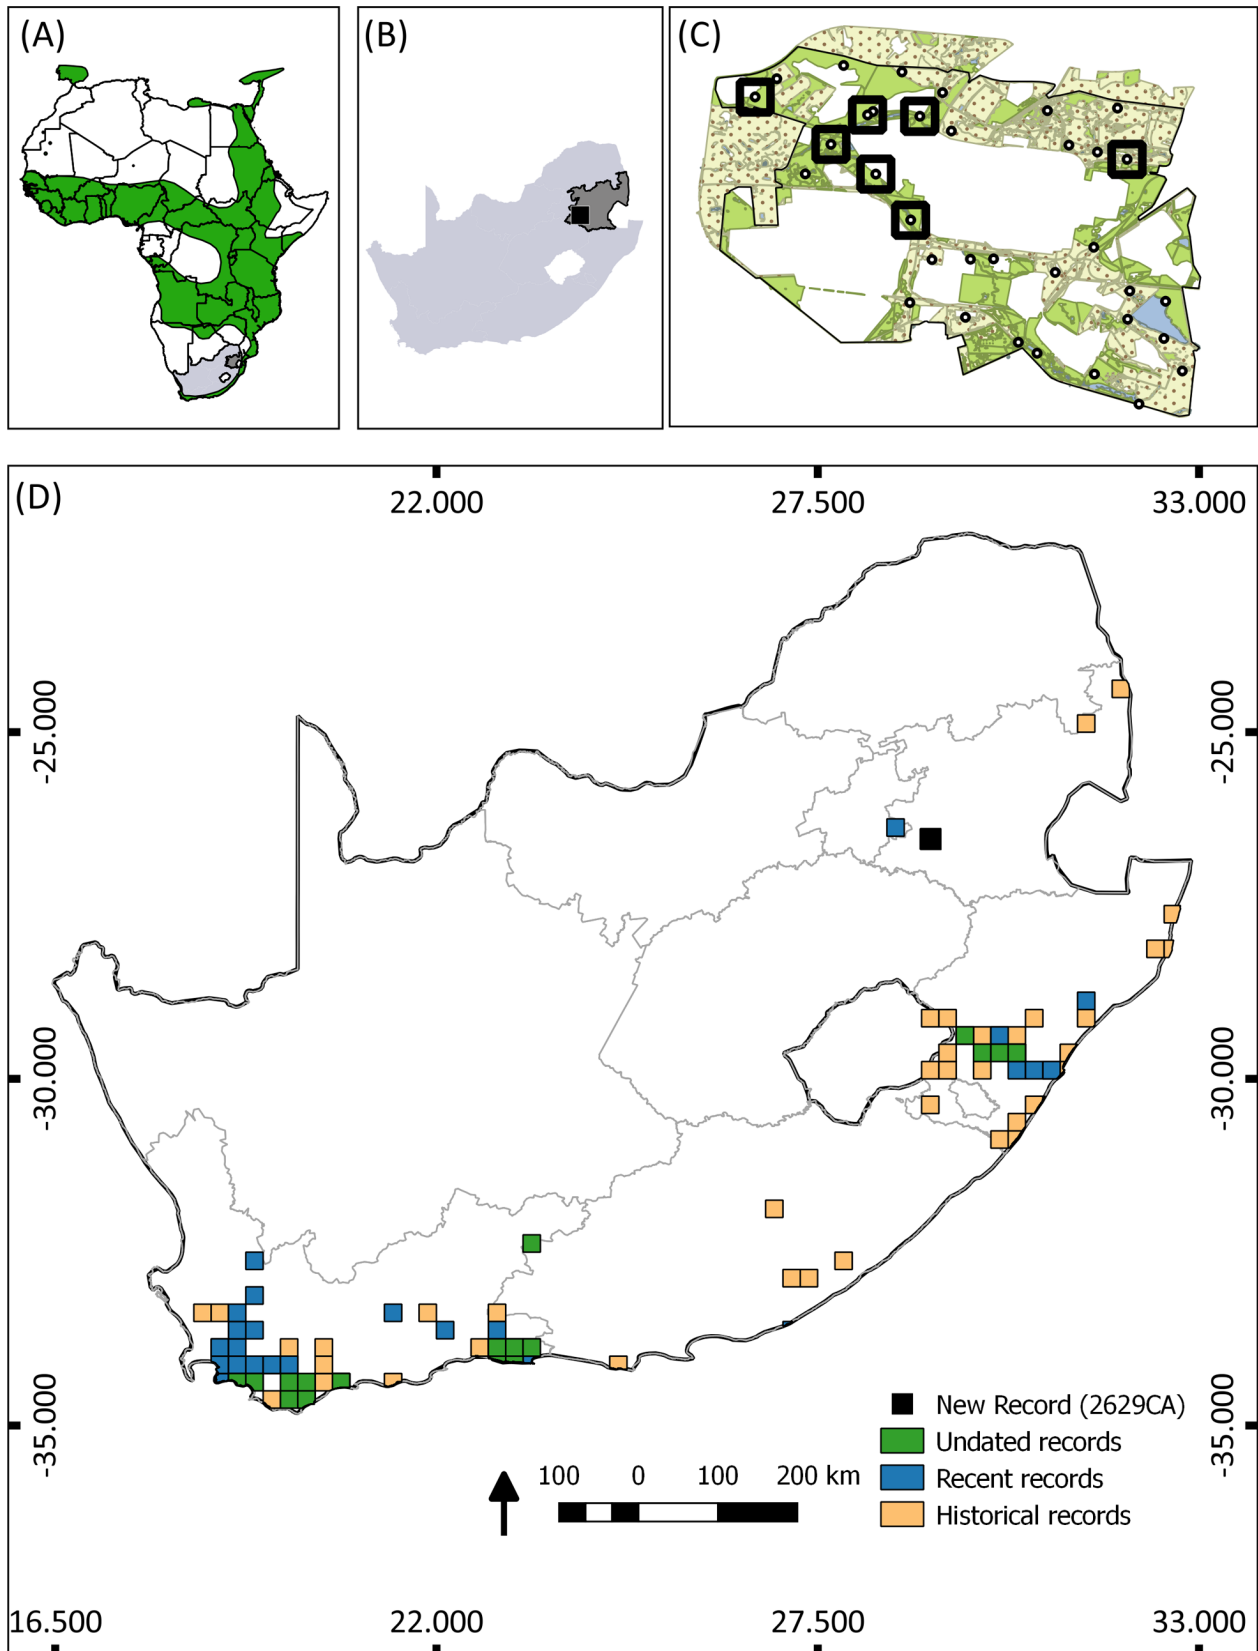 (A)
(B)
(C)
(D)
22.000 27.500 33.000
-25.000 -25.000
-30.000 -30.000
-35.000 -35.000
New Record (2629CA)
Undated records
Recent records
Historical records
100 0 100 200 km
16.500 22.000 27.500 33.000